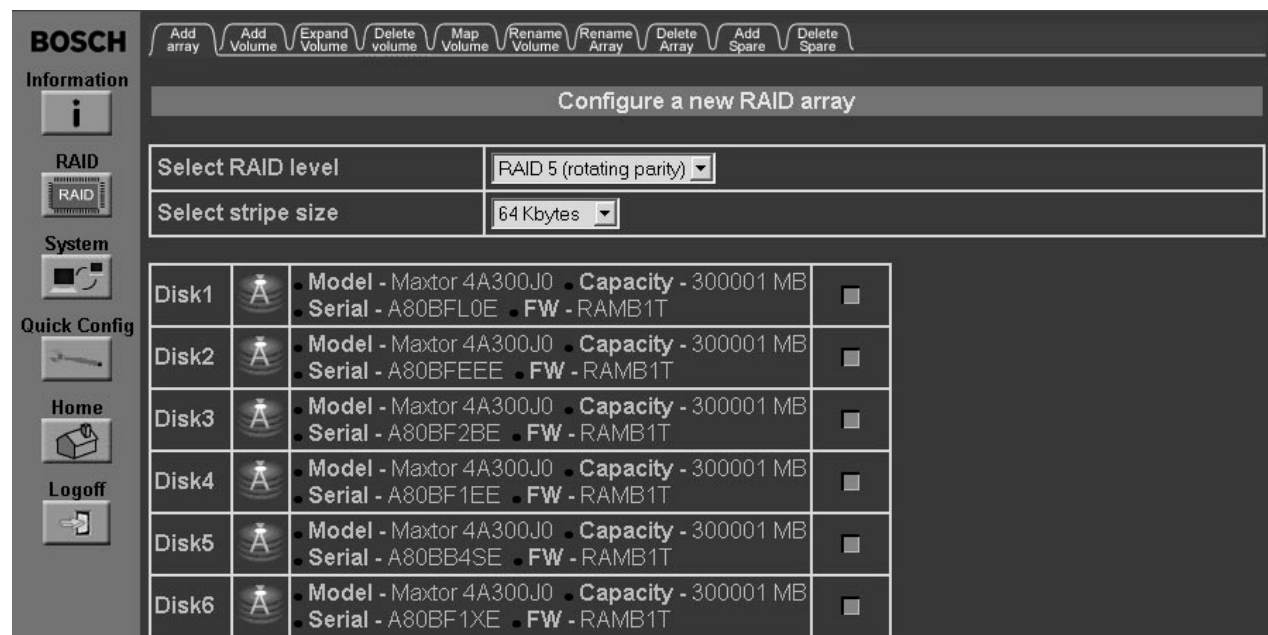 BOSCH
Information
i
RAID
RAID
System
Quick Config
Home
Logoff
Add array
Add Volume
Expand Volume
Delete volume
Map Volume
Rename Volume
Rename Array
Delete Array
Add Spare
Delete Spare
Configure a new RAID array
Select RAID level RAID 5 (rotating parity)
Select stripe size 64 Kbytes
Disk1 A • Model - Maxtor 4A300J0 • Capacity - 300001 MB
• Serial - A80BFL0E • FW - RAMB1T
Disk2 A • Model - Maxtor 4A300J0 • Capacity - 300001 MB
• Serial - A80BFEEE • FW - RAMB1T
Disk3 A • Model - Maxtor 4A300J0 • Capacity - 300001 MB
• Serial - A80BF2BE • FW - RAMB1T
Disk4 A • Model - Maxtor 4A300J0 • Capacity - 300001 MB
• Serial - A80BF1EE • FW - RAMB1T
Disk5 A • Model - Maxtor 4A300J0 • Capacity - 300001 MB
• Serial - A80BB4SE • FW - RAMB1T
Disk6 A • Model - Maxtor 4A300J0 • Capacity - 300001 MB
• Serial - A80BF1XE • FW - RAMB1T